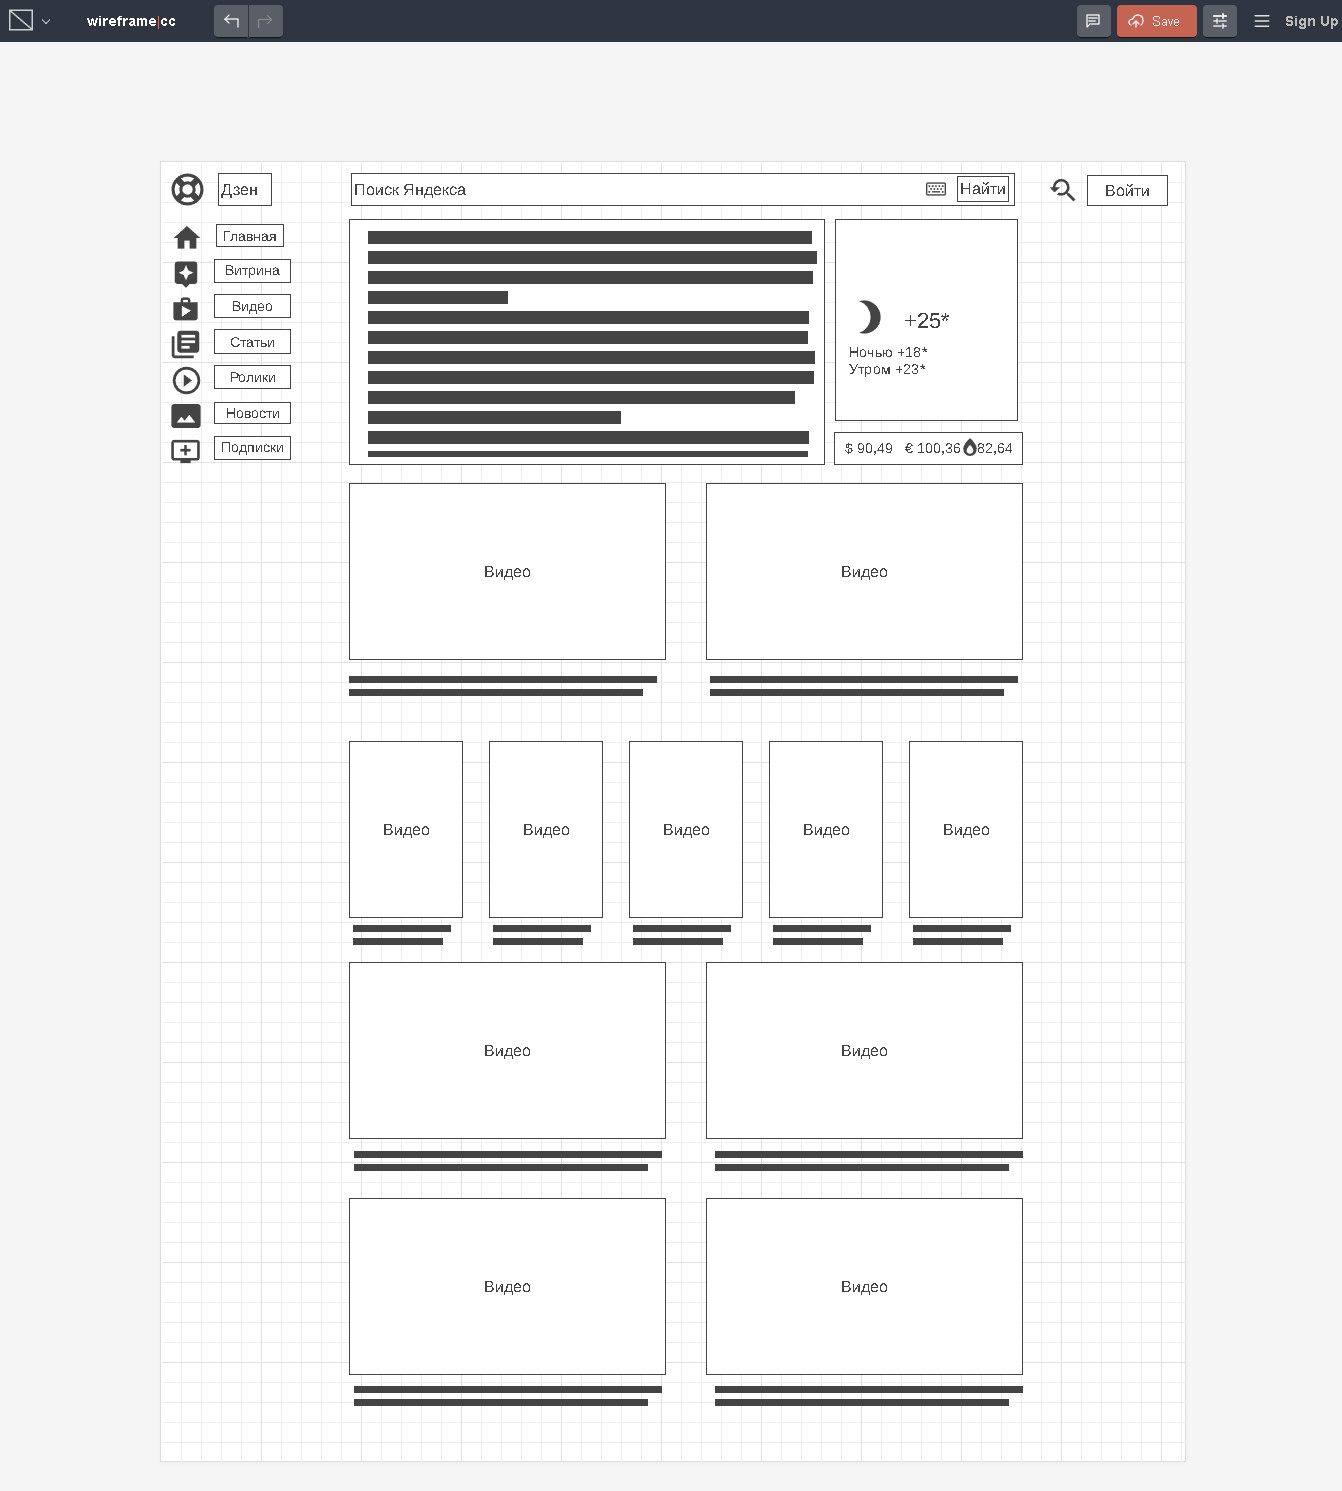 wireframe|cc
Save
Sign Up
Дзен
Поиск Яндекса
Найти
Войти
Главная
Витрина
Видео
Статьи
Ролики
Новости
Подписки
+25*
Ночью +18*
Утром +23*
$ 90,49 € 100,36 82,64
Видео Видео
Видео Видео Видео Видео Видео
Видео Видео
Видео Видео